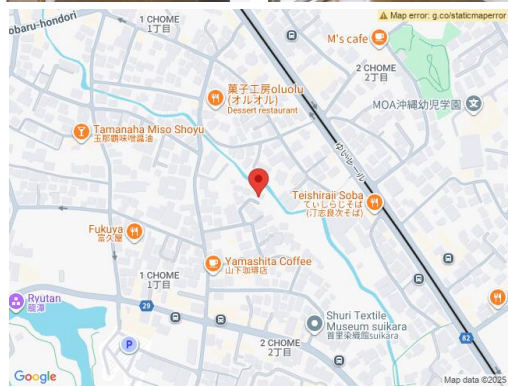 obaru-hondori
1 CHOME
1丁目
Map error: g.co/staticmaperror
M's cafe
2 CHOME
2丁目
菓子工房oluolu
(オルオル)
Dessert restaurant
MOA沖縄幼児学園
Tamanaha Miso Shoyu
玉那覇味噌醤油
ゆいレール
Teishiraji Soba
てぃしらじそば
(汀志良次そば)
Fukuya
富久屋
Yamashita Coffee
山下珈琲店
1 CHOME
1丁目
Ryutan
龍潭
29
P
Shuri Textile
Museum suikara
首里染織館suikara
2 CHOME
2丁目
82
Google
Map data ©2025